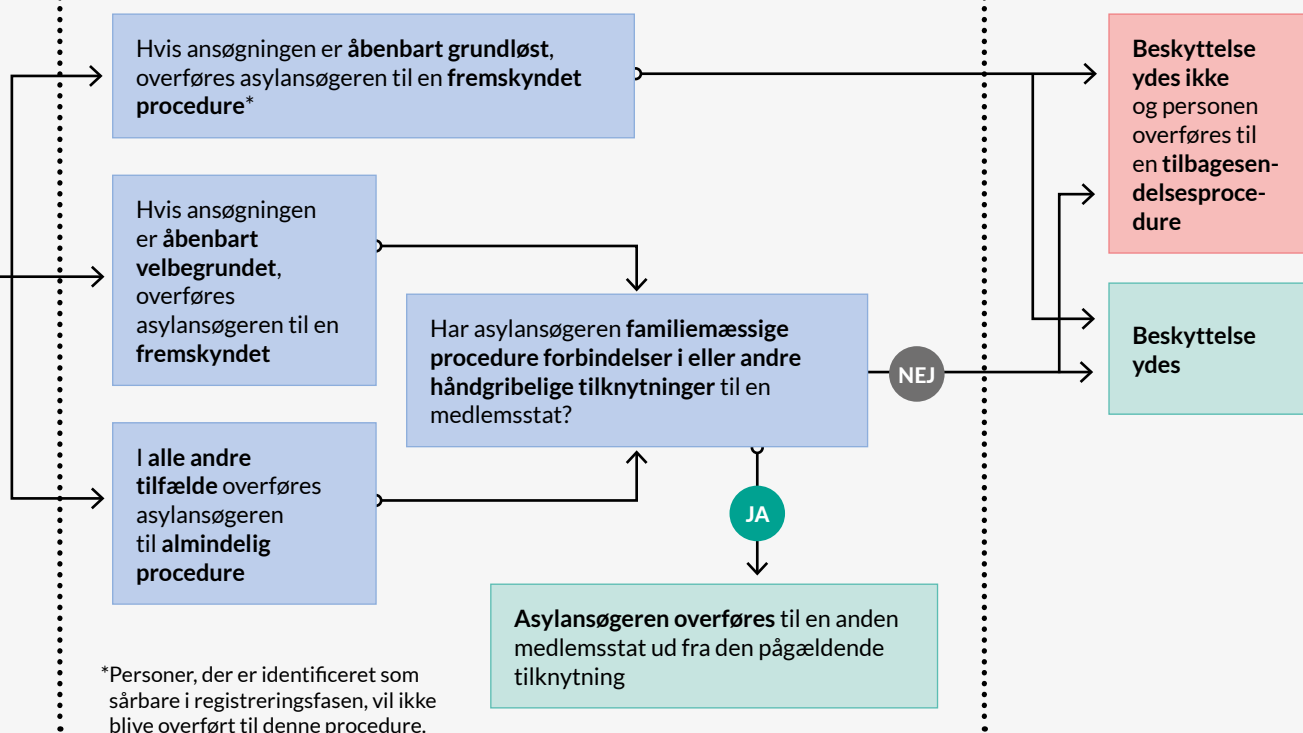 Hvis ansøgningen er åbenbart grundløst,
overføres asylansøgeren til en fremskyndet
procedure*
Hvis ansøgningen
er åbenbart
velbegrundet,
overføres
asylansøgeren til en
fremskyndet
I alle andre
tilfælde overføres
asylansøgeren
til almindelig
procedure
*Personer, der er identificeret som
sårbare i registreringsfasen, vil ikke
blive overført til denne procedure.
Har asylansøgeren familiemæssige
procedure forbindelser i eller andre
håndgribelige tilknytninger til en
medlemsstat?
NEJ
JA
Asylansøgeren overføres til en anden
medlemsstat ud fra den pågældende
tilknytning
Beskyttelse
ydes ikke
og personen
overføres til
en tilbagesen-
delsesproce-
dure
Beskyttelse
ydes